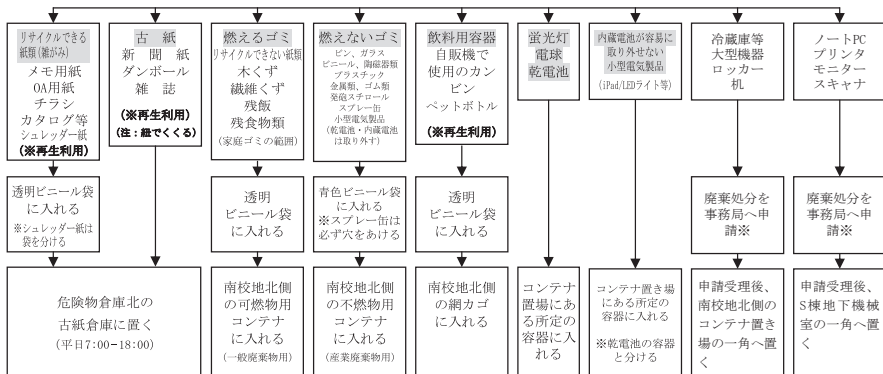 リサイクルできる
紙類(雑がみ)
メモ用紙
OA用紙
チラシ
カタログ等
シュレッダー紙
(※再生利用)
古紙
新聞紙
ダンボール
雑誌
(※再生利用)
(注：紐でくくる)
燃えるゴミ
リサイクルできない紙類
木くず
繊維くず
残飯
残食物類
(家庭ゴミの範囲)
燃えないゴミ
ビン、ガラス
ビニール、陶磁器類
プラスチック
金属類、ゴム類
発砲スチロール
スプレー缶
小型電気製品
(乾電池・内蔵電池
は取り外す)
飲料用容器
自販機で
使用のカン
ビン
ペットボトル
(※再生利用)
蛍光灯
電球
乾電池
内蔵電池が容易に
取り外せない
小型電気製品
(iPad/LEDライト等)
冷蔵庫等
大型機器
ロッカー
机
ノートPC
プリンタ
モニター
スキャナ
透明ビニール袋
に入れる
※シュレッダー紙は
袋を分ける
透明
ビニール袋
に入れる
青色ビニール袋
に入れる
※スプレー缶は
必ず穴をあける
透明
ビニール袋
に入れる
廃棄処分を
事務局へ申
請※
廃棄処分を
事務局へ申
請※
危険物倉庫北の
古紙倉庫に置く
(平日7:00-18:00)
南校地北側
の可燃物用
コンテナ
に入れる
(一般廃棄物用)
南校地北側
の不燃物用
コンテナ
に入れる
(産業廃棄物用)
南校地北側
の網カゴ
に入れる
コンテナ
置場にあ
る所定の
容器に入
れる
コンテナ置き場
にある所定の
容器に入れる
※乾電池の容器
と分ける
申請受理後、
南校地北側の
コンテナ置き
場の一角へ置
く
申請受理後、
S棟地下機械
室の一角へ置
く